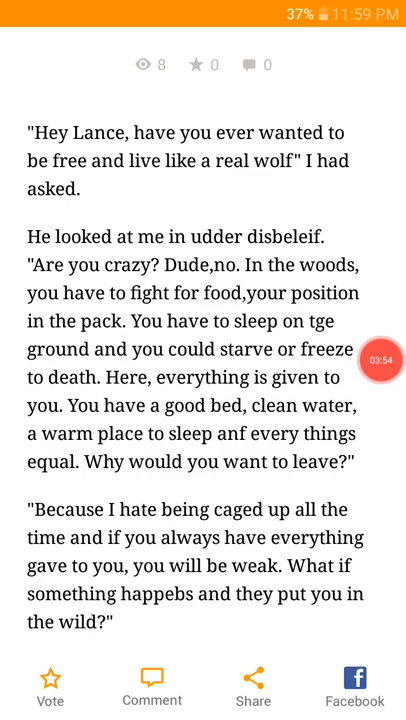 37% 11:59 PM
8 0 0
"Hey Lance, have you ever wanted to
be free and live like a real wolf" I had
asked.
He looked at me in udder disbeleif.
"Are you crazy? Dude,no. In the woods,
you have to fight for food,your position
in the pack. You have to sleep on tge
ground and you could starve or freeze
03:54
to death. Here, everything is given to
you. You have a good bed, clean water,
a warm place to sleep anf every things
equal. Why would you want to leave?"
"Because I hate being caged up all the
time and if you always have everything
gave to you, you will be weak. What if
something happebs and they put you in
the wild?"
Vote Comment Share Facebook